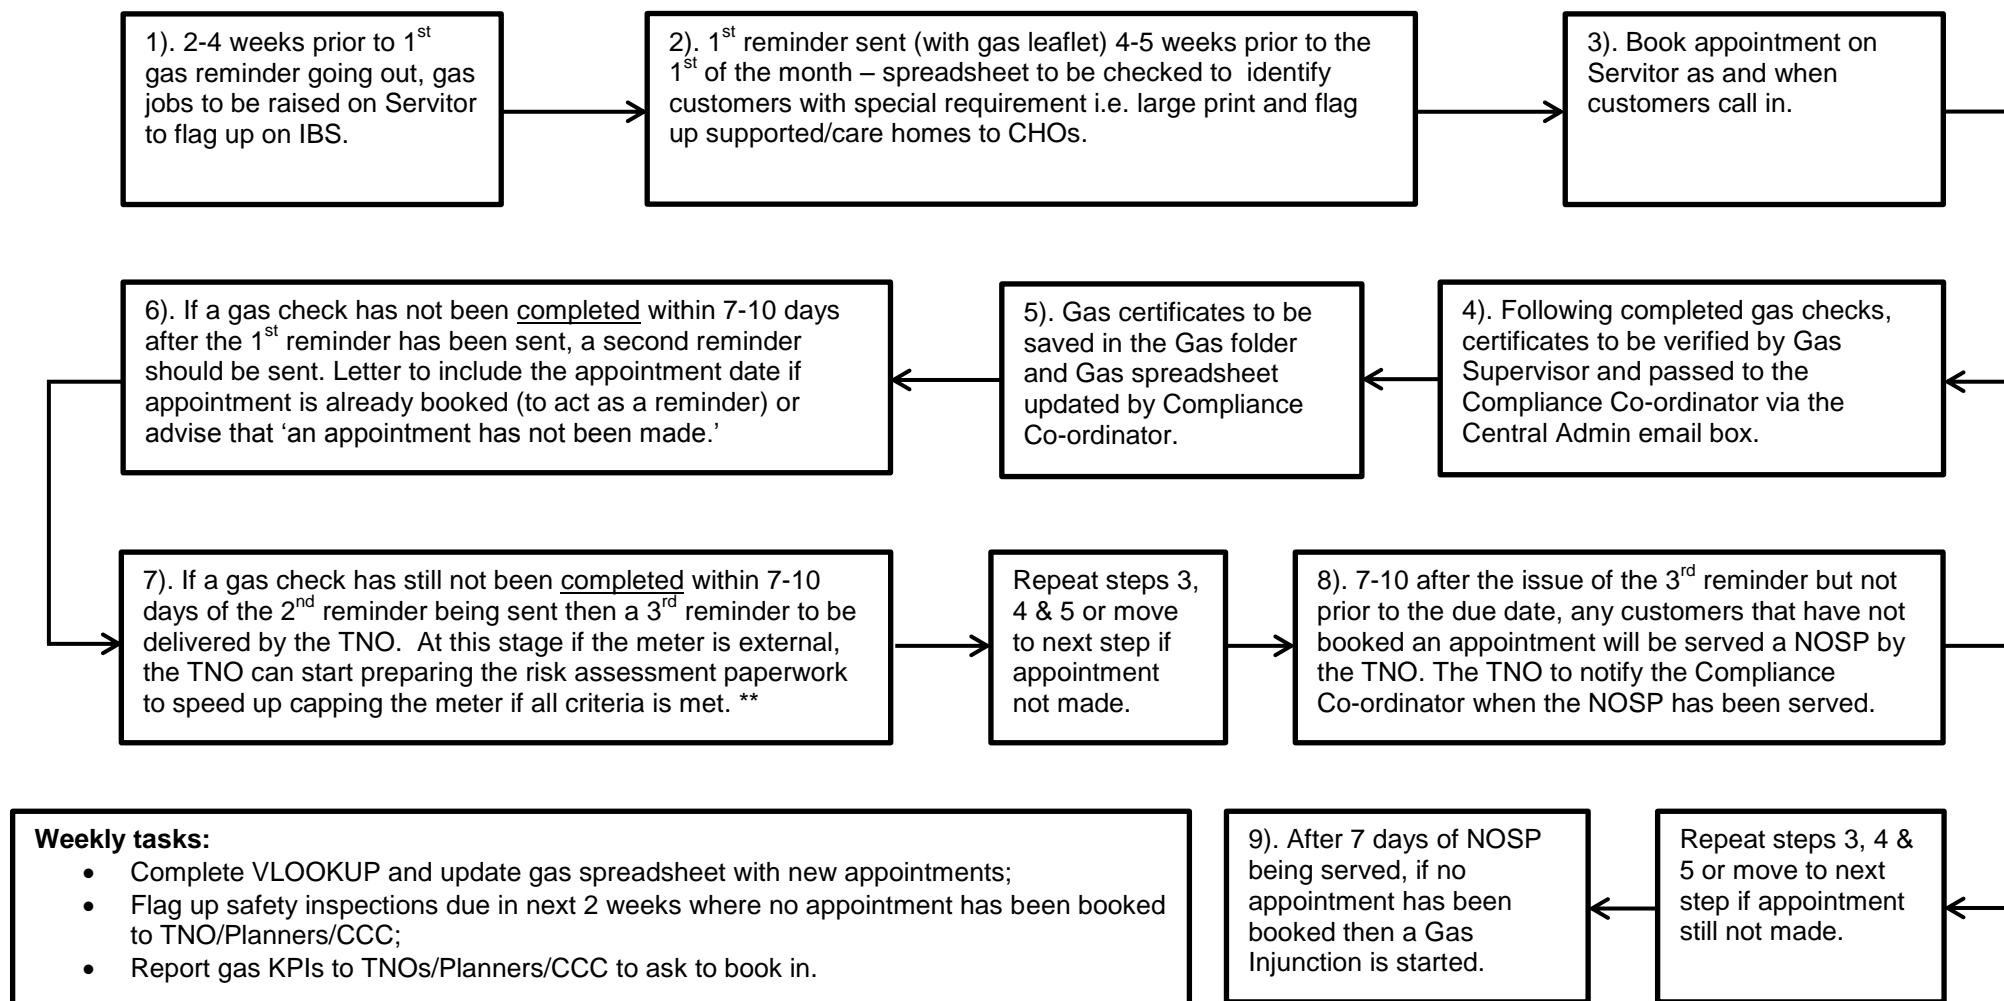 1). 2-4 weeks prior to 1st
gas reminder going out, gas
jobs to be raised on Servitor
to flag up on IBS.
2). 1st reminder sent (with gas leaflet) 4-5 weeks prior to the
1st of the month – spreadsheet to be checked to identify
customers with special requirement i.e. large print and flag
up supported/care homes to CHOs.
3). Book appointment on
Servitor as and when
customers call in.
4). Following completed gas checks,
certificates to be verified by Gas
Supervisor and passed to the
Compliance Co-ordinator via the
Central Admin email box.
5). Gas certificates to be
saved in the Gas folder
and Gas spreadsheet
updated by Compliance
Co-ordinator.
6). If a gas check has not been completed within 7-10 days
after the 1st reminder has been sent, a second reminder
should be sent. Letter to include the appointment date if
appointment is already booked (to act as a reminder) or
advise that ‘an appointment has not been made.’
7). If a gas check has still not been completed within 7-10
days of the 2nd reminder being sent then a 3rd reminder to be
delivered by the TNO.  At this stage if the meter is external,
the TNO can start preparing the risk assessment paperwork
to speed up capping the meter if all criteria is met. **
Repeat steps 3,
4 & 5 or move
to next step if
appointment
not made.
8). 7-10 after the issue of the 3rd reminder but not
prior to the due date, any customers that have not
booked an appointment will be served a NOSP by
the TNO. The TNO to notify the Compliance
Co-ordinator when the NOSP has been served.
Repeat steps 3, 4 &
5 or move to next
step if appointment
still not made.
9). After 7 days of NOSP
being served, if no
appointment has been
booked then a Gas
Injunction is started.
Weekly tasks:
• Complete VLOOKUP and update gas spreadsheet with new appointments;
• Flag up safety inspections due in next 2 weeks where no appointment has been booked
to TNO/Planners/CCC;
• Report gas KPIs to TNOs/Planners/CCC to ask to book in.